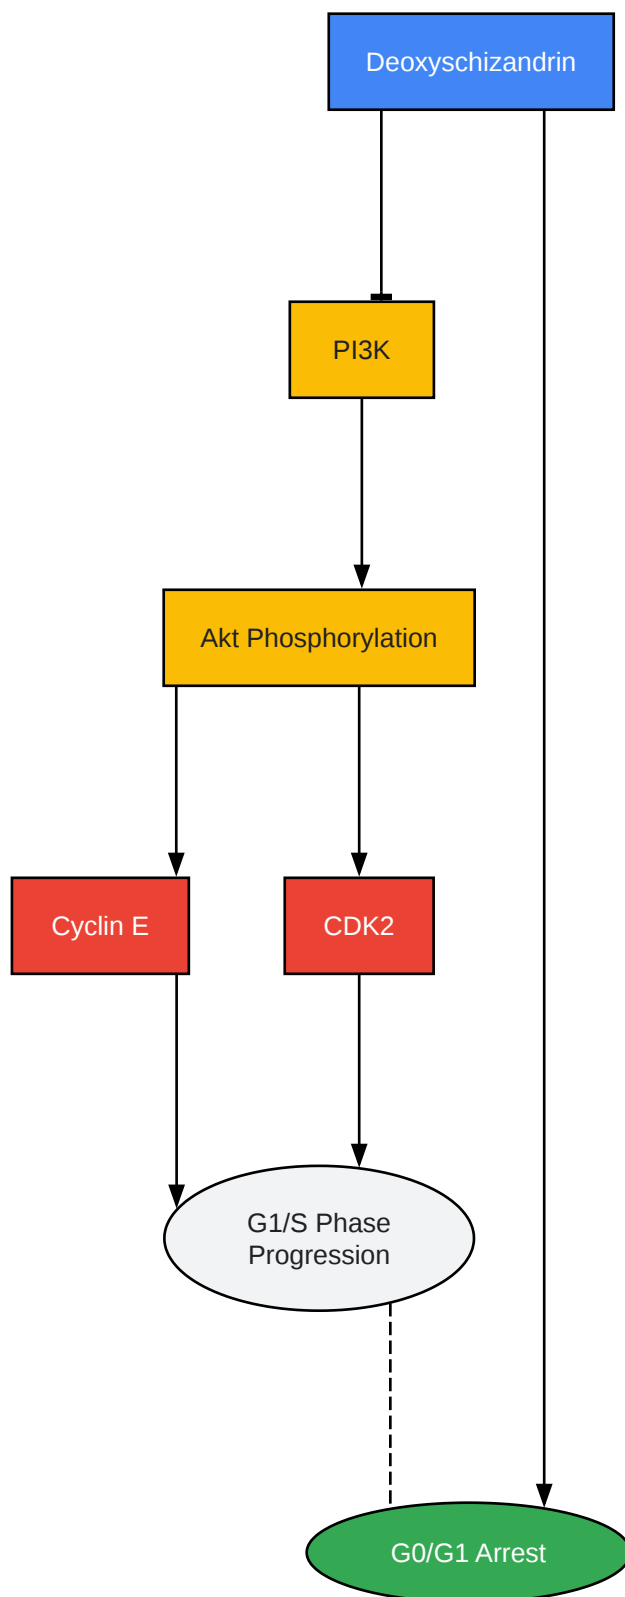 Deoxyschizandrin
PI3K
Akt Phosphorylation
Cyclin E
CDK2
G1/S Phase
Progression
G0/G1 Arrest